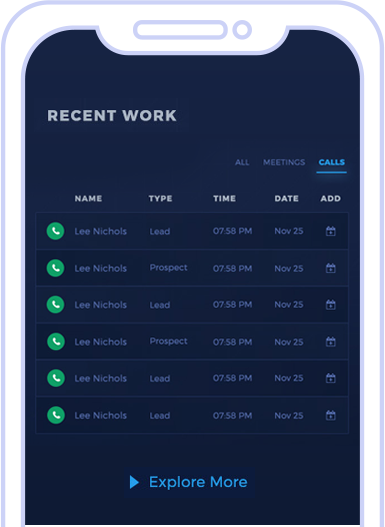 RECENT WORK
ALL MEETINGS CALLS
NAME TYPE TIME DATE ADD
Lee Nichols Lead 07:58 PM Nov 25
Lee Nichols Prospect 07:58 PM Nov 25
Lee Nichols Lead 07:58 PM Nov 25
Lee Nichols Prospect 07:58 PM Nov 25
Lee Nichols Lead 07:58 PM Nov 25
Lee Nichols Lead 07:58 PM Nov 25
Explore More